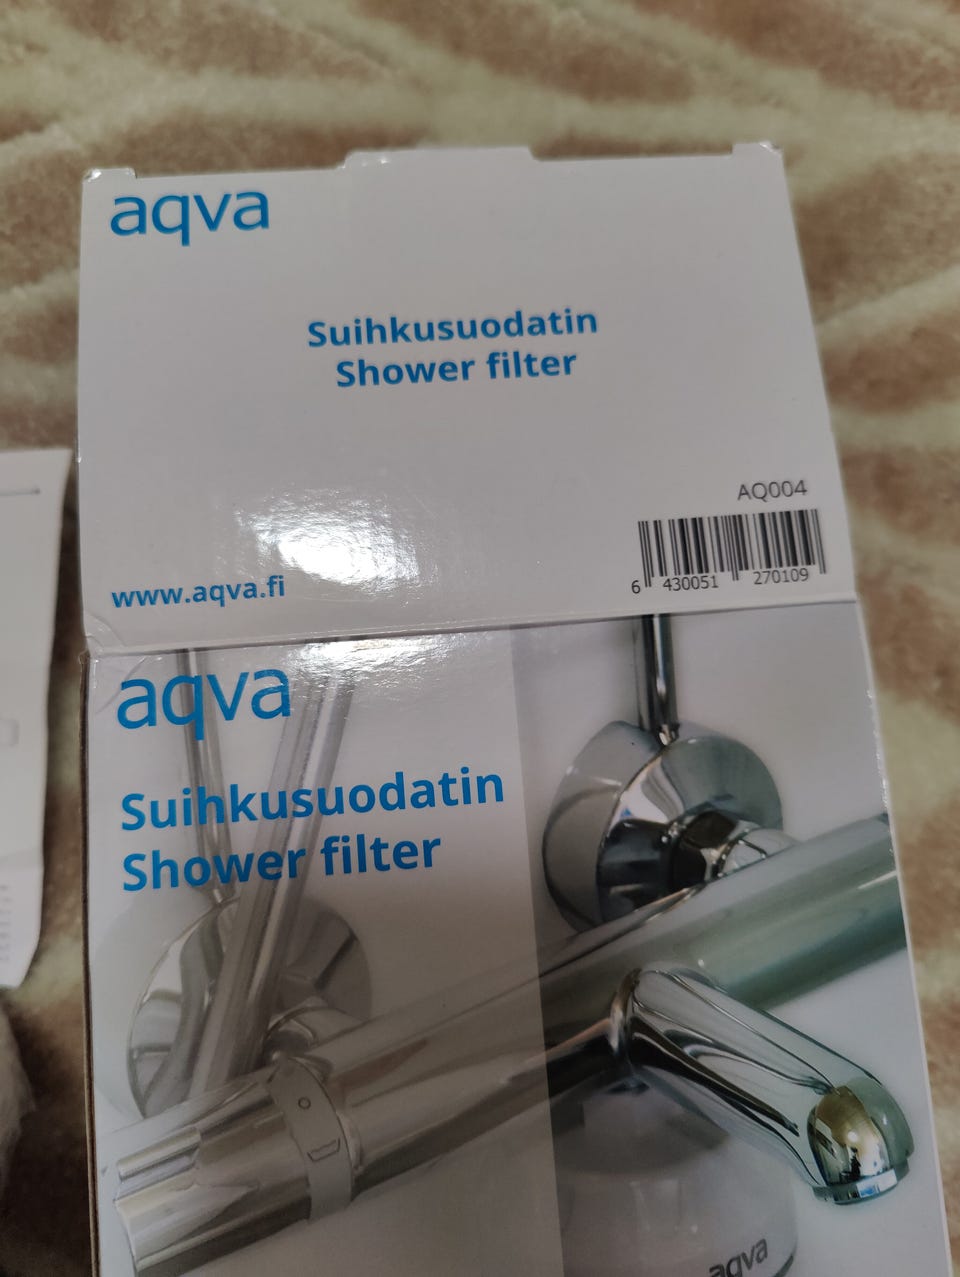 aqva
Suihkusuodatin
Shower filter
AQ004
6 430051 270109
www.aqva.fi
aqva
Suihkusuodatin
Shower filter
aqva